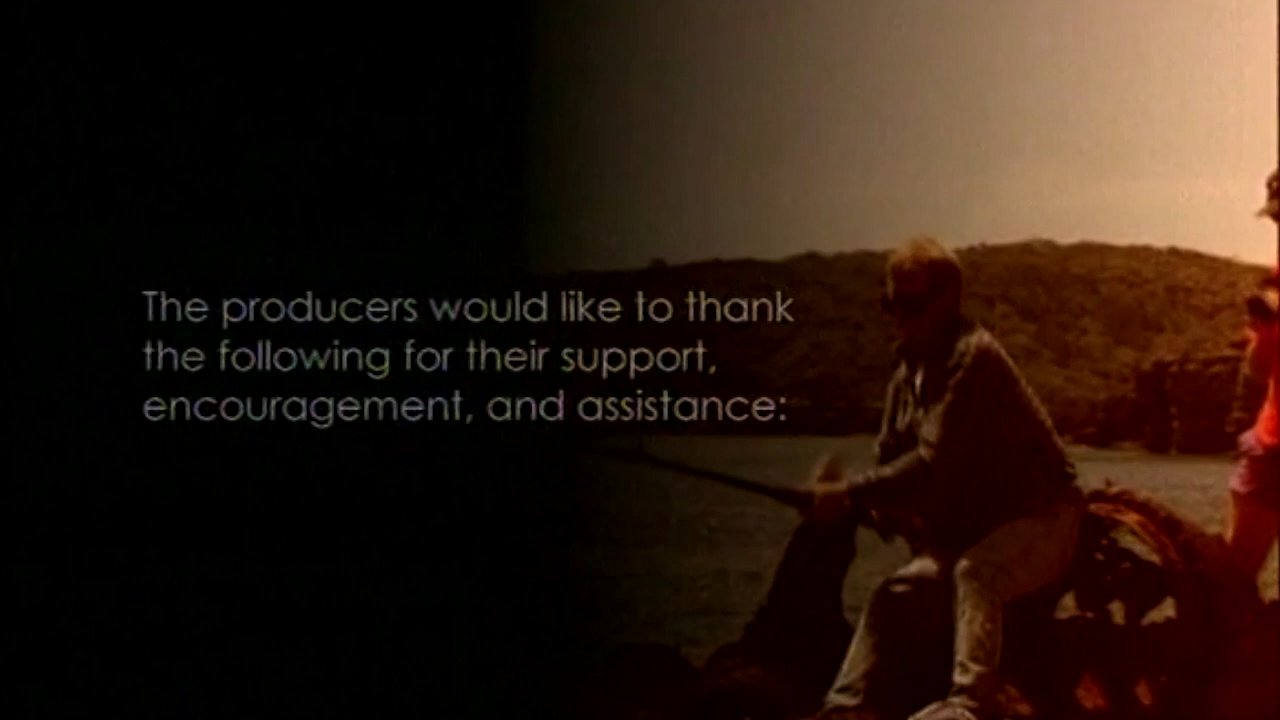 The producers would like to thank
the following for their support,
encouragement, and assistance: